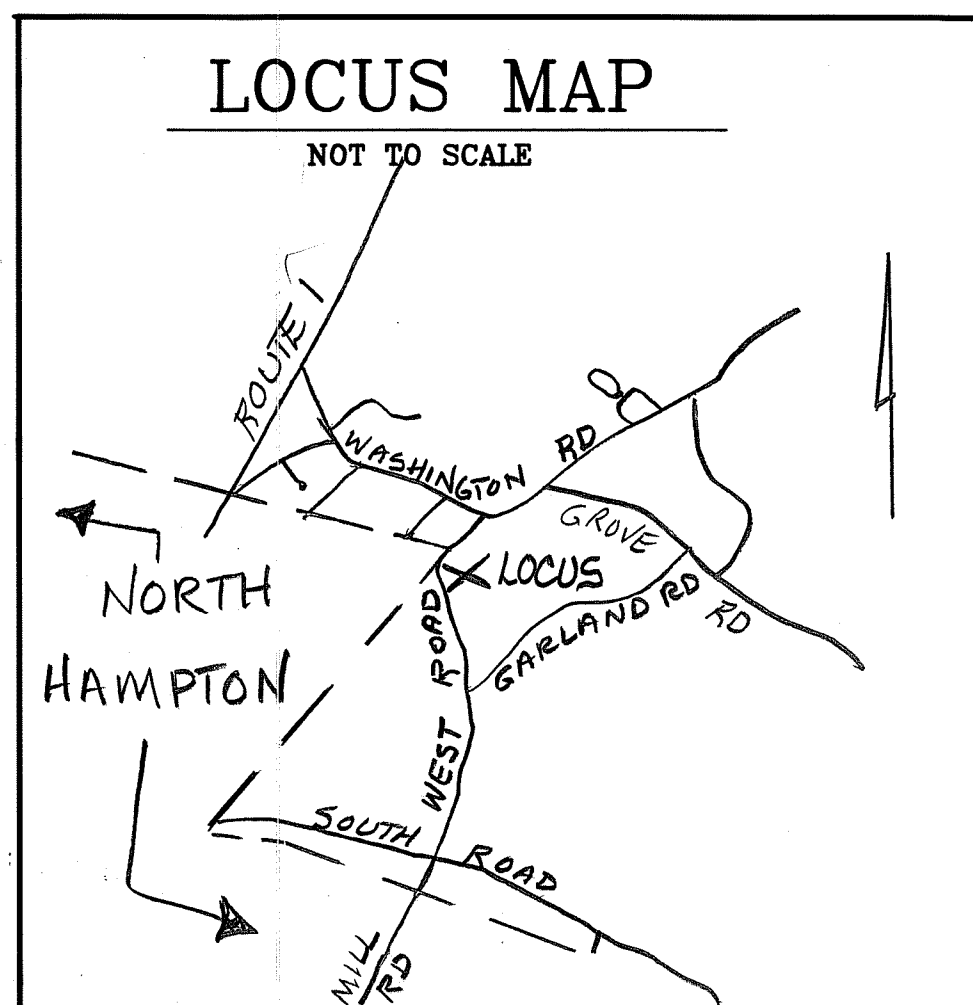 LOCUS MAP
NOT TO SCALE
ROUTE 1
WASHINGTON RD
GROVE RD
LOCUS
NORTH
HAMPTON
GARLAND RD
WEST ROAD
SOUTH ROAD
MILL
RD